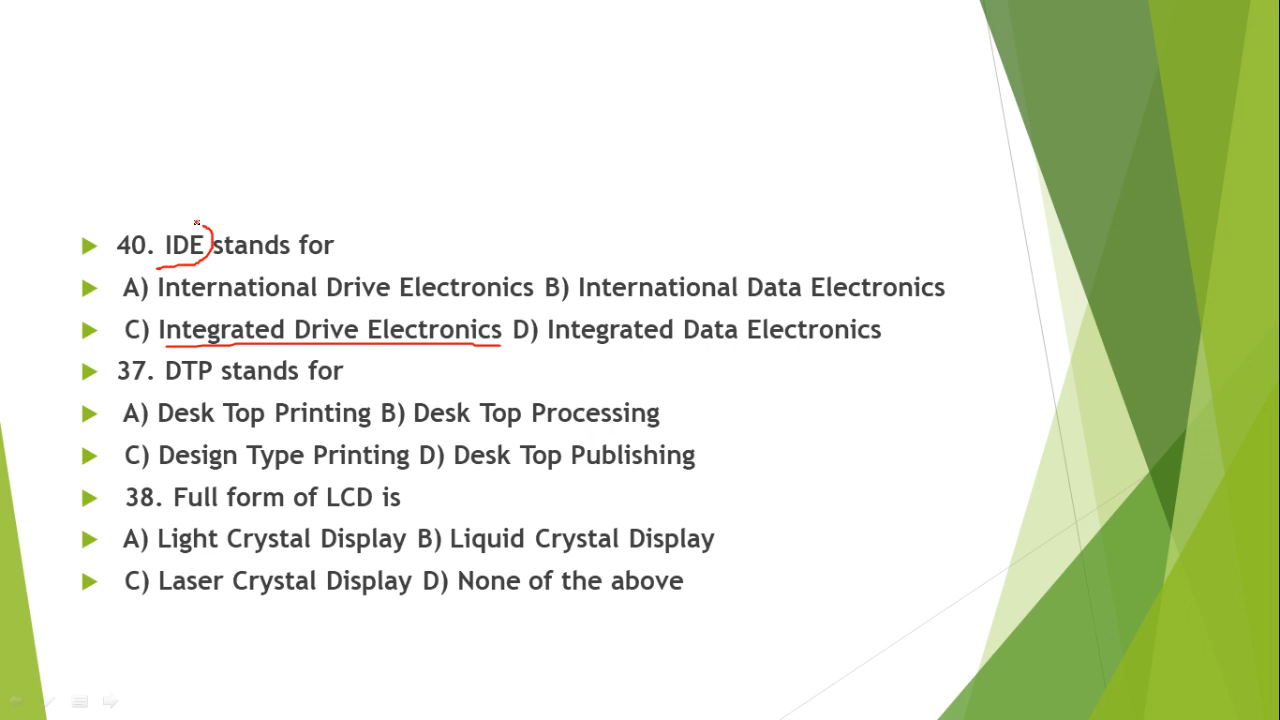 40. IDE stands for
A) International Drive Electronics B) International Data Electronics
C) Integrated Drive Electronics D) Integrated Data Electronics
37. DTP stands for
A) Desk Top Printing B) Desk Top Processing
C) Design Type Printing D) Desk Top Publishing
38. Full form of LCD is
A) Light Crystal Display B) Liquid Crystal Display
C) Laser Crystal Display D) None of the above